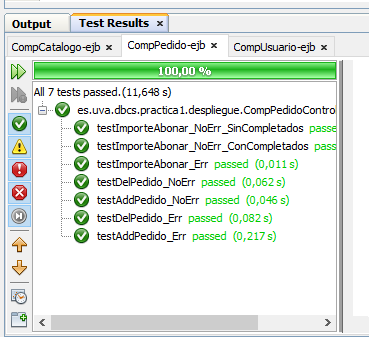 Output Test Results ×
CompCatalogo-ejb × CompPedido-ejb × CompUsuario-ejb ×
100,00 %
All 7 tests passed.(11,648 s)
es.uva.dbcs.practica1.despliegue.CompPedidoContro
testImporteAbonar_NoErr_SinCompletados passe
testImporteAbonar_NoErr_ConCompletados passe
testImporteAbonar_Err passed (0,011 s)
testDelPedido_NoErr passed (0,062 s)
testAddPedido_NoErr passed (0,046 s)
testDelPedido_Err passed (0,082 s)
testAddPedido_Err passed (0,217 s)